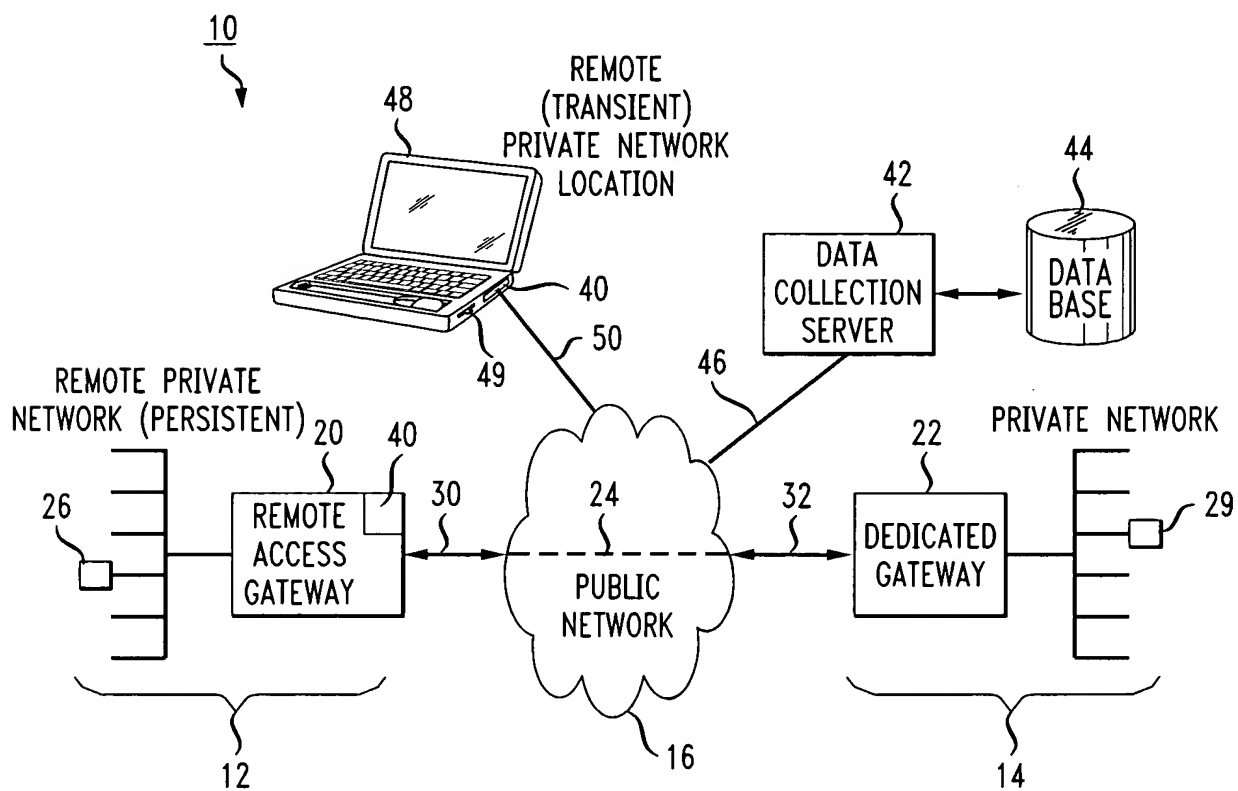 10
REMOTE
(TRANSIENT)
PRIVATE NETWORK
LOCATION
48
42
44
DATA
COLLECTION
SERVER
DATA
BASE
40
49
50
46
REMOTE PRIVATE
NETWORK (PERSISTENT)
PRIVATE NETWORK
20
40
22
26
REMOTE
ACCESS
GATEWAY
30
24
32
DEDICATED
GATEWAY
29
PUBLIC
NETWORK
12
16
14